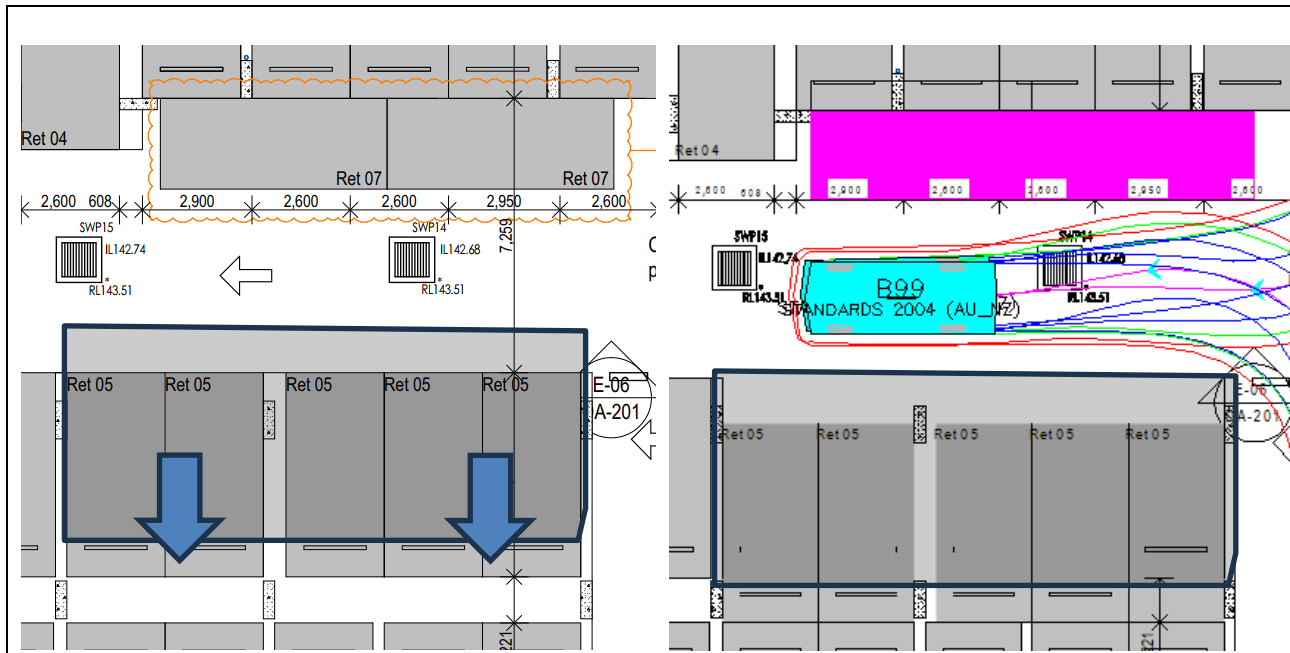 Ret 04
Ret 07
Ret 07
2,600
608
2,900
2,600
2,600
2,950
2,600
7,259
SWP15
IL142.74
*
RL143.51
SWP14
IL142.68
*
RL143.51
C
p
Ret 05
Ret 05
Ret 05
Ret 05
Ret 05
E-06
A-201
221
Ret 04
2,600
608
2,900
2,600
2,600
2,950
2,600
SWP15
IL142.74
RL143.51
SWP14
*
RL143.51
B99
STANDARDS 2004 (AU_NZ)
Ret 05
Ret 05
Ret 05
Ret 05
Ret 05
E-06
A-201
221